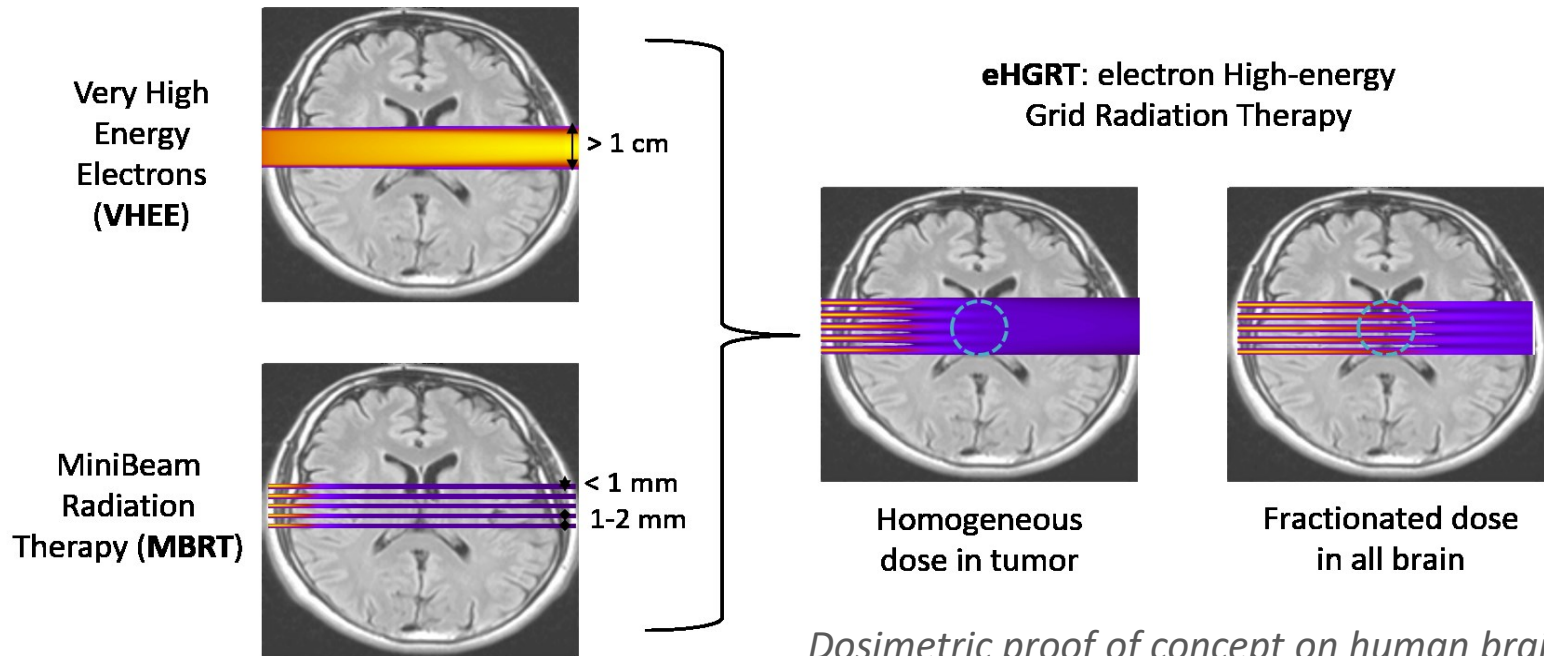 Very High
Energy
Electrons
(VHEE)
> 1 cm
MiniBeam
Radiation
Therapy (MBRT)
< 1 mm
1-2 mm
eHGRT: electron High-energy
Grid Radiation Therapy
Homogeneous
dose in tumor
Fractionated dose
in all brain
Dosimetric proof of concept on human brain